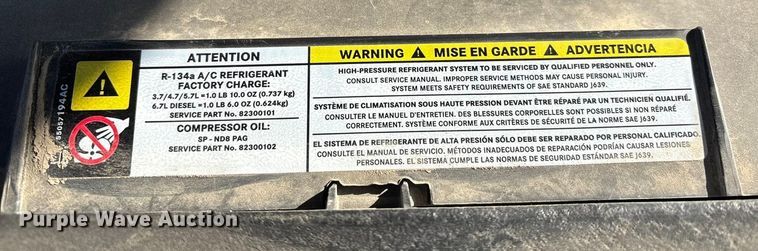 55057194AC
ATTENTION
R-134a A/C REFRIGERANT
FACTORY CHARGE:
3.7/4.7/5.7L =1.0 LB 10.0 OZ (0.737 kg)
6.7L DIESEL =1.0 LB 6.0 OZ (0.624kg)
SERVICE PART No. 82300101
COMPRESSOR OIL:
SP - ND8 PAG
SERVICE PART No. 82300102
WARNING MISE EN GARDE ADVERTENCIA
HIGH-PRESSURE REFRIGERANT SYSTEM TO BE SERVICED BY QUALIFIED PERSONNEL ONLY.
CONSULT SERVICE MANUAL. IMPROPER SERVICE METHODS MAY CAUSE PERSONAL INJURY.
SYSTEM MEETS SAFETY REQUIREMENTS OF SAE STANDARD J639.
SYSTÈME DE CLIMATISATION SOUS HAUTE PRESSION DEVANT ÊTRE RÉPARÉ PAR UN TECHNICIEN QUALIFIÉ.
CONSULTER LE MANUEL D'ENTRETIEN. DES BLESSURES CORPORELLES SONT POSSIBLES SI NON RÉPARÉ
CORRECTEMENT. SYSTÈME CONFORME AUX CRITÈRES DE SÉCURITÉ DE LA NORME SAE J639.
EL SISTEMA DE REFRIGERANTE DE ALTA PRESIÓN SÓLO DEBE SER REPARADO POR PERSONAL CALIFICADO.
CONSULTE EL MANUAL DE SERVICIO. MÉTODOS INADECUADOS DE REPARACIÓN PODRÍAN CAUSAR LESIONES
PERSONALES. EL SISTEMA CUMPLE LAS NORMAS DE SEGURIDAD ESTÁNDAR SAE J639.
Purple Wave Auction